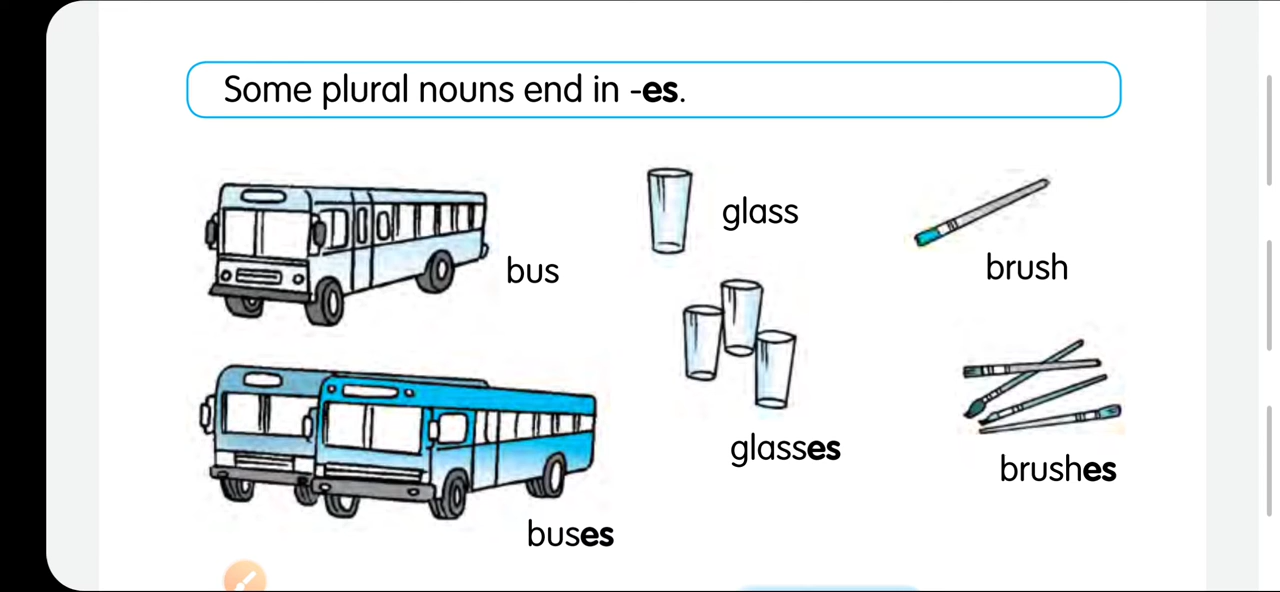 Some plural nouns end in -es.
glass
bus
brush
glasses
brushes
buses